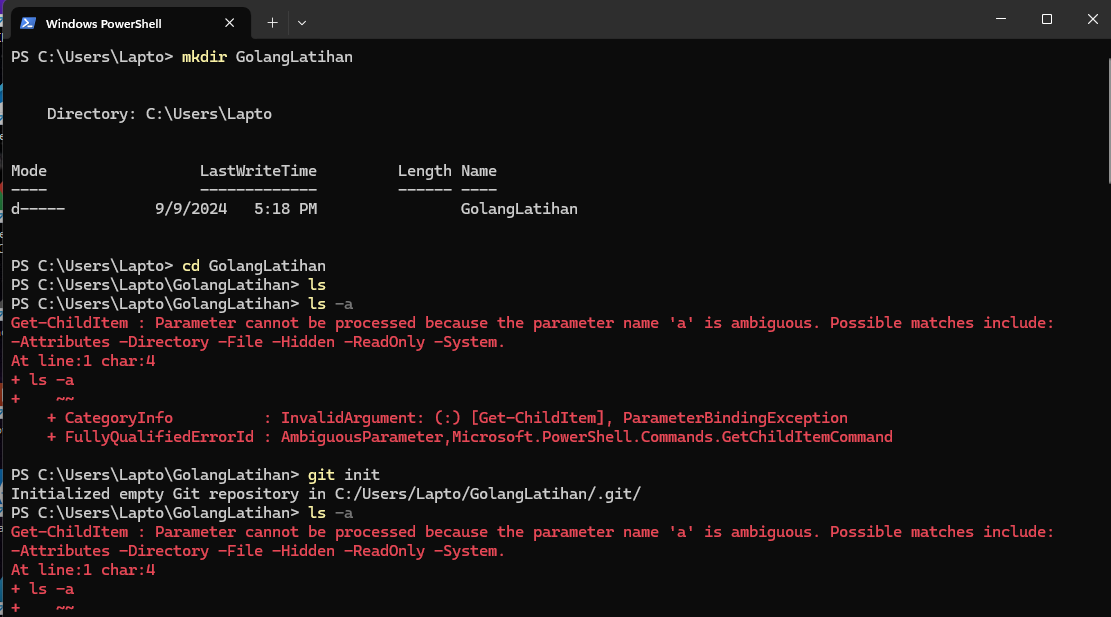 Windows PowerShell
PS C:\Users\Lapto> mkdir GolangLatihan
Directory: C:\Users\Lapto
Mode                 LastWriteTime         Length Name
----                 -------------         ------ ----
d-----          9/9/2024   5:18 PM                GolangLatihan
PS C:\Users\Lapto> cd GolangLatihan
PS C:\Users\Lapto\GolangLatihan> ls
PS C:\Users\Lapto\GolangLatihan> ls -a
Get-ChildItem : Parameter cannot be processed because the parameter name 'a' is ambiguous. Possible matches include:
-Attributes -Directory -File -Hidden -ReadOnly -System.
At line:1 char:4
+ ls -a
+    ~~
    + CategoryInfo          : InvalidArgument: (:) [Get-ChildItem], ParameterBindingException
    + FullyQualifiedErrorId : AmbiguousParameter,Microsoft.PowerShell.Commands.GetChildItemCommand
PS C:\Users\Lapto\GolangLatihan> git init
Initialized empty Git repository in C:/Users/Lapto/GolangLatihan/.git/
PS C:\Users\Lapto\GolangLatihan> ls -a
Get-ChildItem : Parameter cannot be processed because the parameter name 'a' is ambiguous. Possible matches include:
-Attributes -Directory -File -Hidden -ReadOnly -System.
At line:1 char:4
+ ls -a
+    ~~